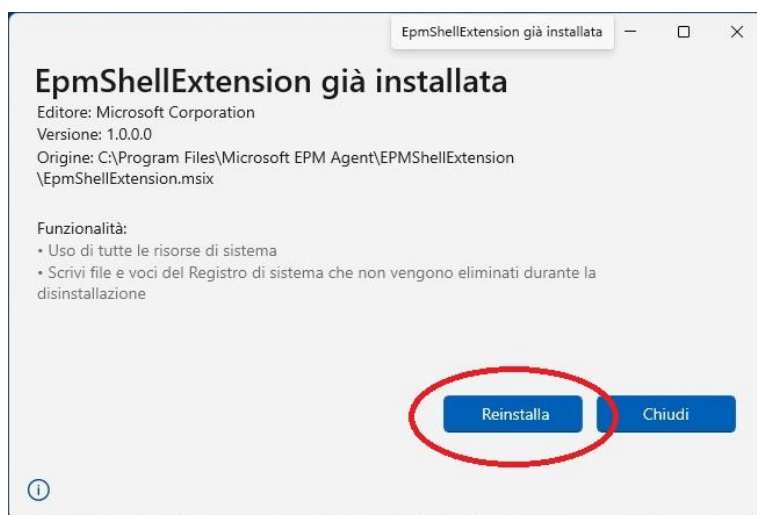 EpmShellExtension già installata
EpmShellExtension già installata
Editore: Microsoft Corporation
Versione: 1.0.0.0
Origine: C:\Program Files\Microsoft EPM Agent\EPMShellExtension
\EpmShellExtension.msix
Funzionalità:
• Uso di tutte le risorse di sistema
• Scrivi file e voci del Registro di sistema che non vengono eliminati durante la
disinstallazione
Reinstalla
Chiudi